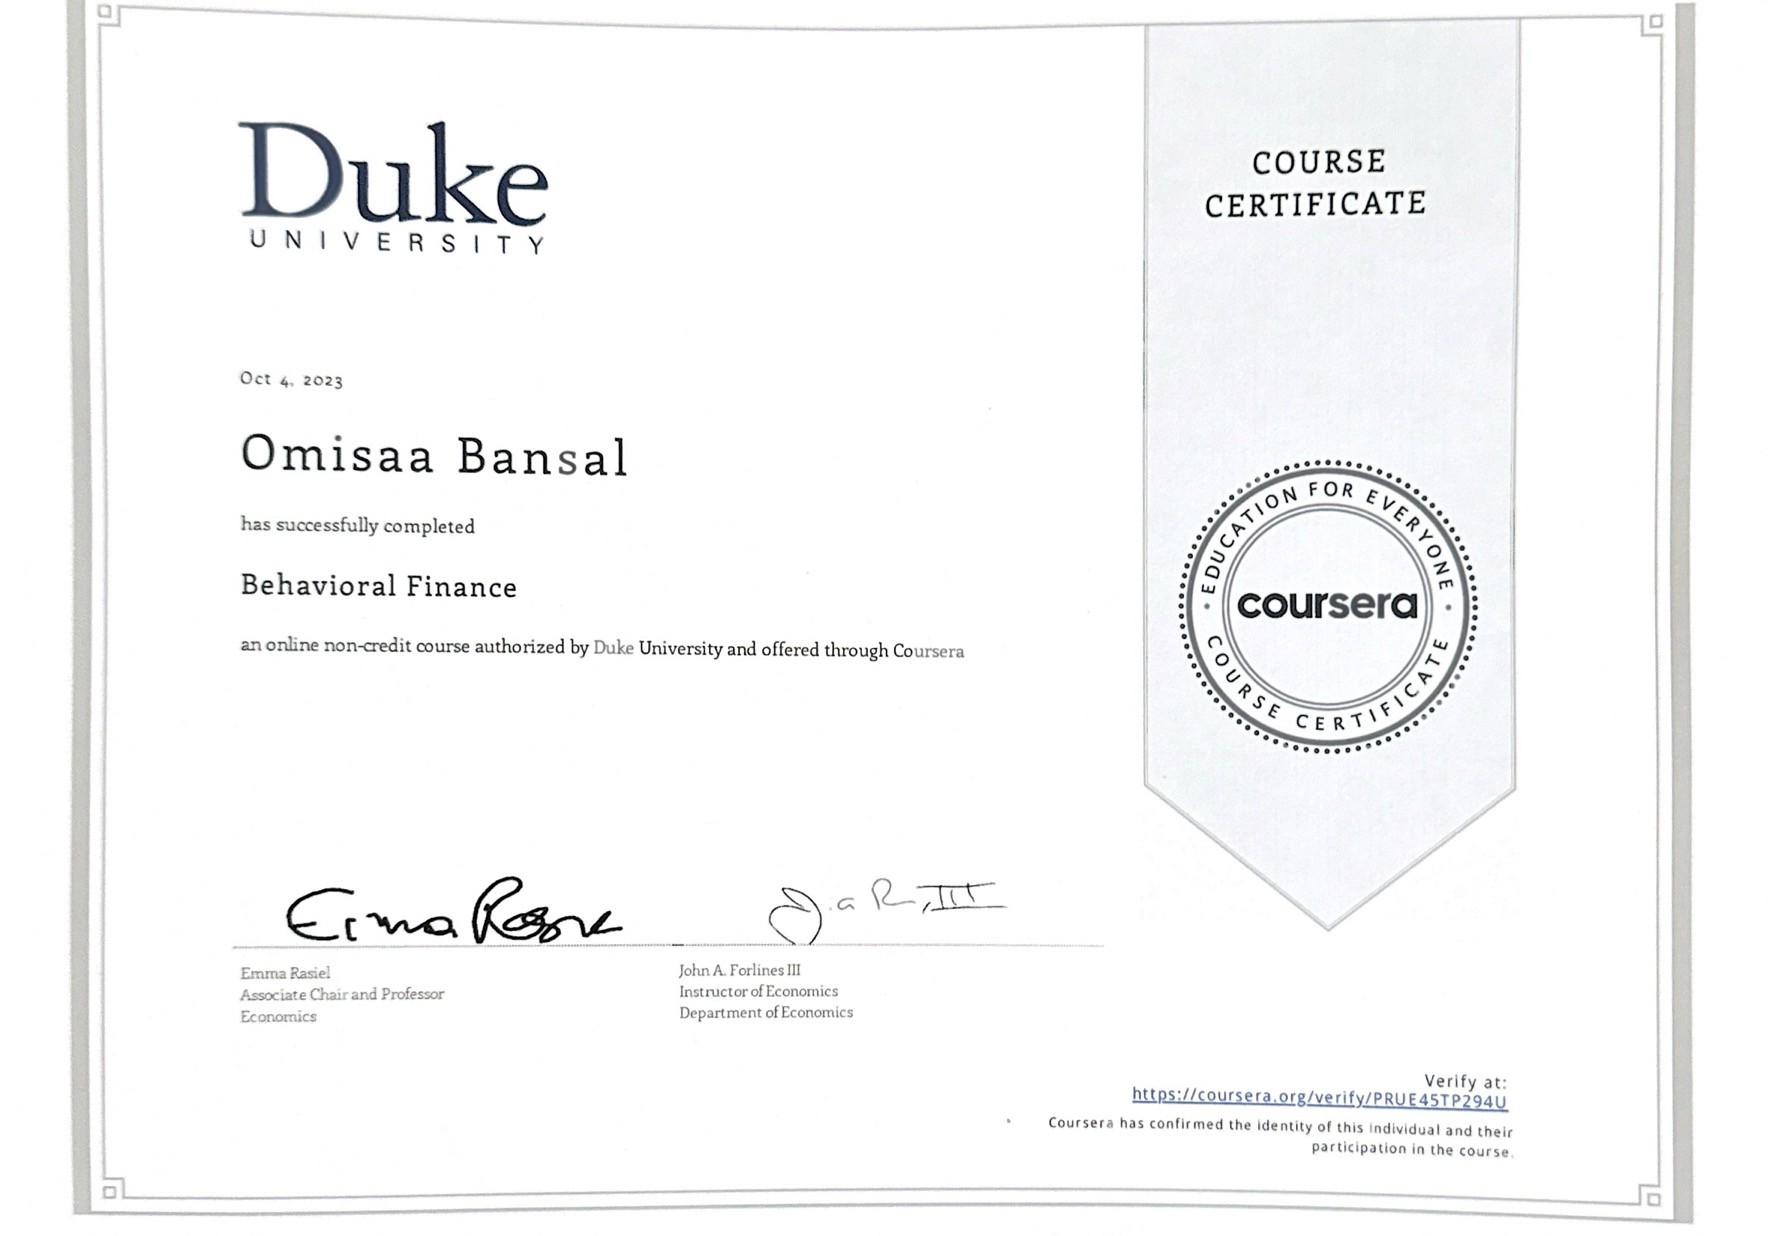 Duke
UNIVERSITY
COURSE
CERTIFICATE
Oct 4, 2023
Omisaa Bansal
has successfully completed
Behavioral Finance
an online non-credit course authorized by Duke University and offered through Coursera
EDUCATION FOR EVERYONE
coursera
COURSE CERTIFICATE
Emma Rasiel
Associate Chair and Professor
Economics
J.a R, III
John A. Forlines III
Instructor of Economics
Department of Economics
Verify at:
https://coursera.org/verify/PRUE45TP294U
Coursera has confirmed the identity of this individual and their
participation in the course.